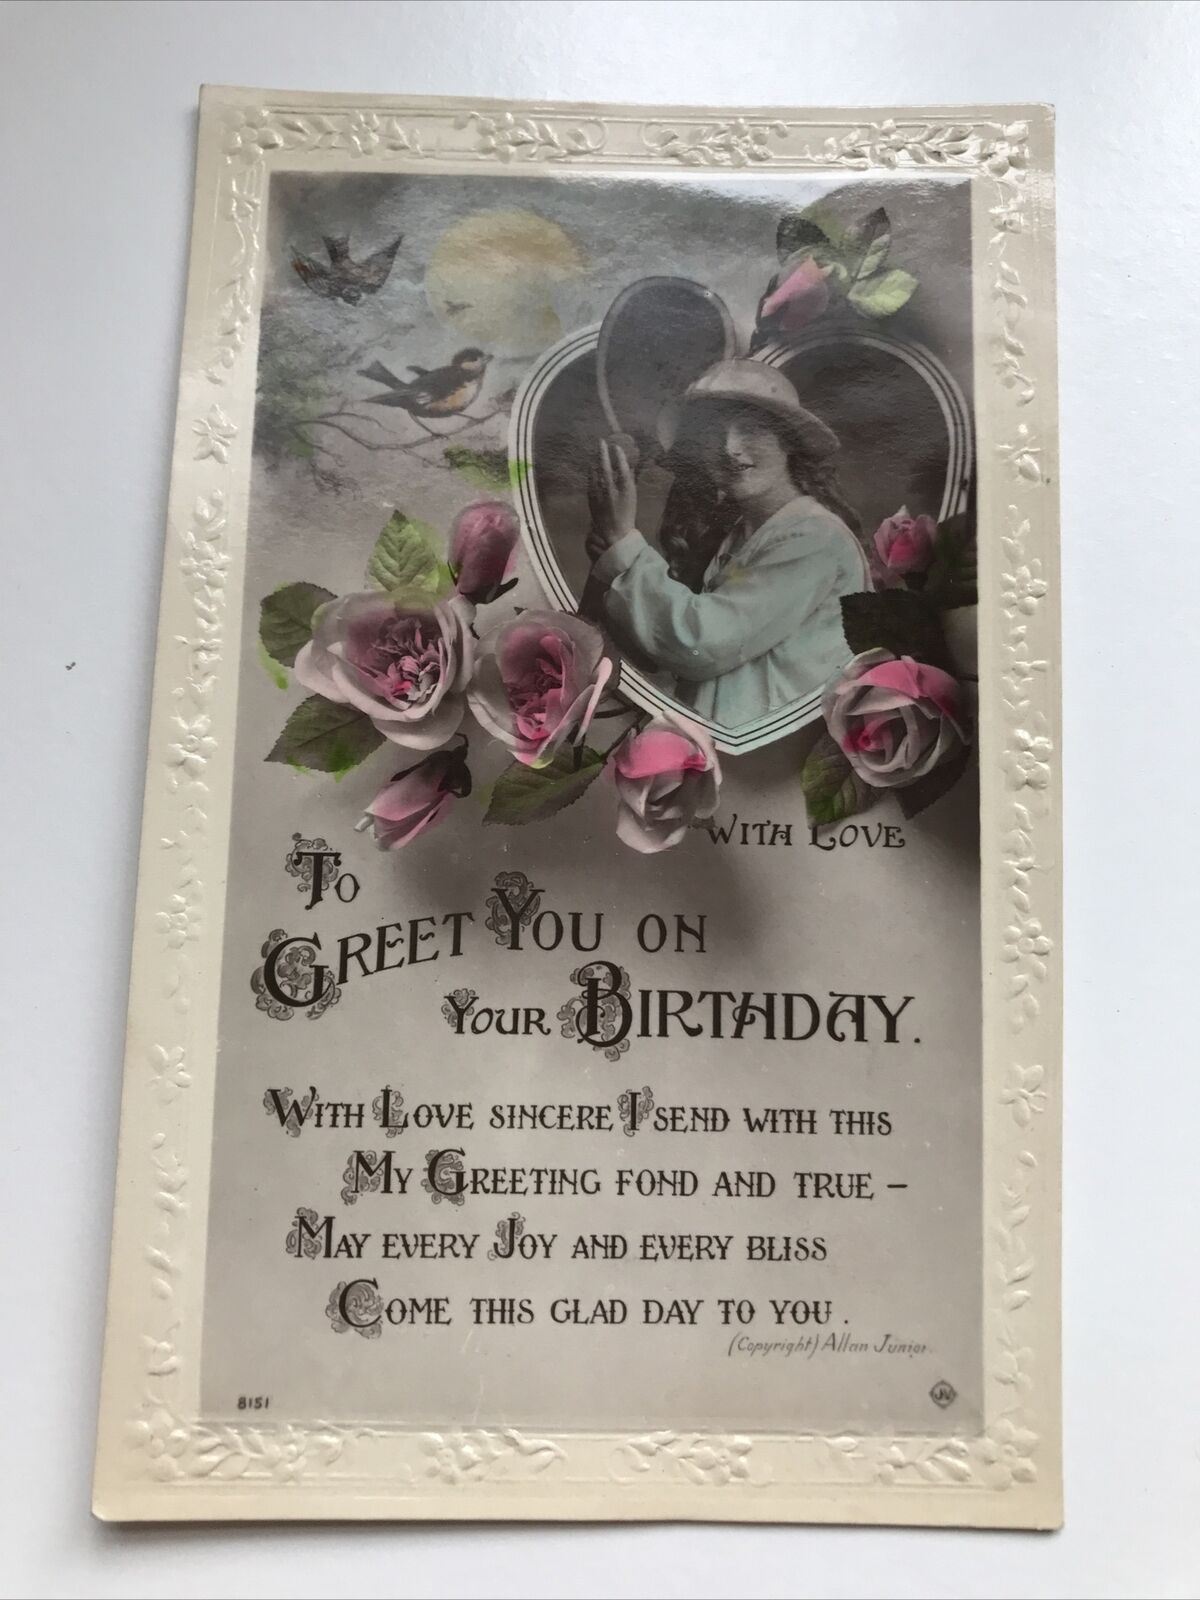 WITH LOVE
TO
GREET YOU ON
YOUR BIRTHDAY.
WITH LOVE SINCERE I SEND WITH THIS
MY GREETING FOND AND TRUE –
MAY EVERY JOY AND EVERY BLISS
COME THIS GLAD DAY TO YOU.
(Copyright) Allan Junior.
8151